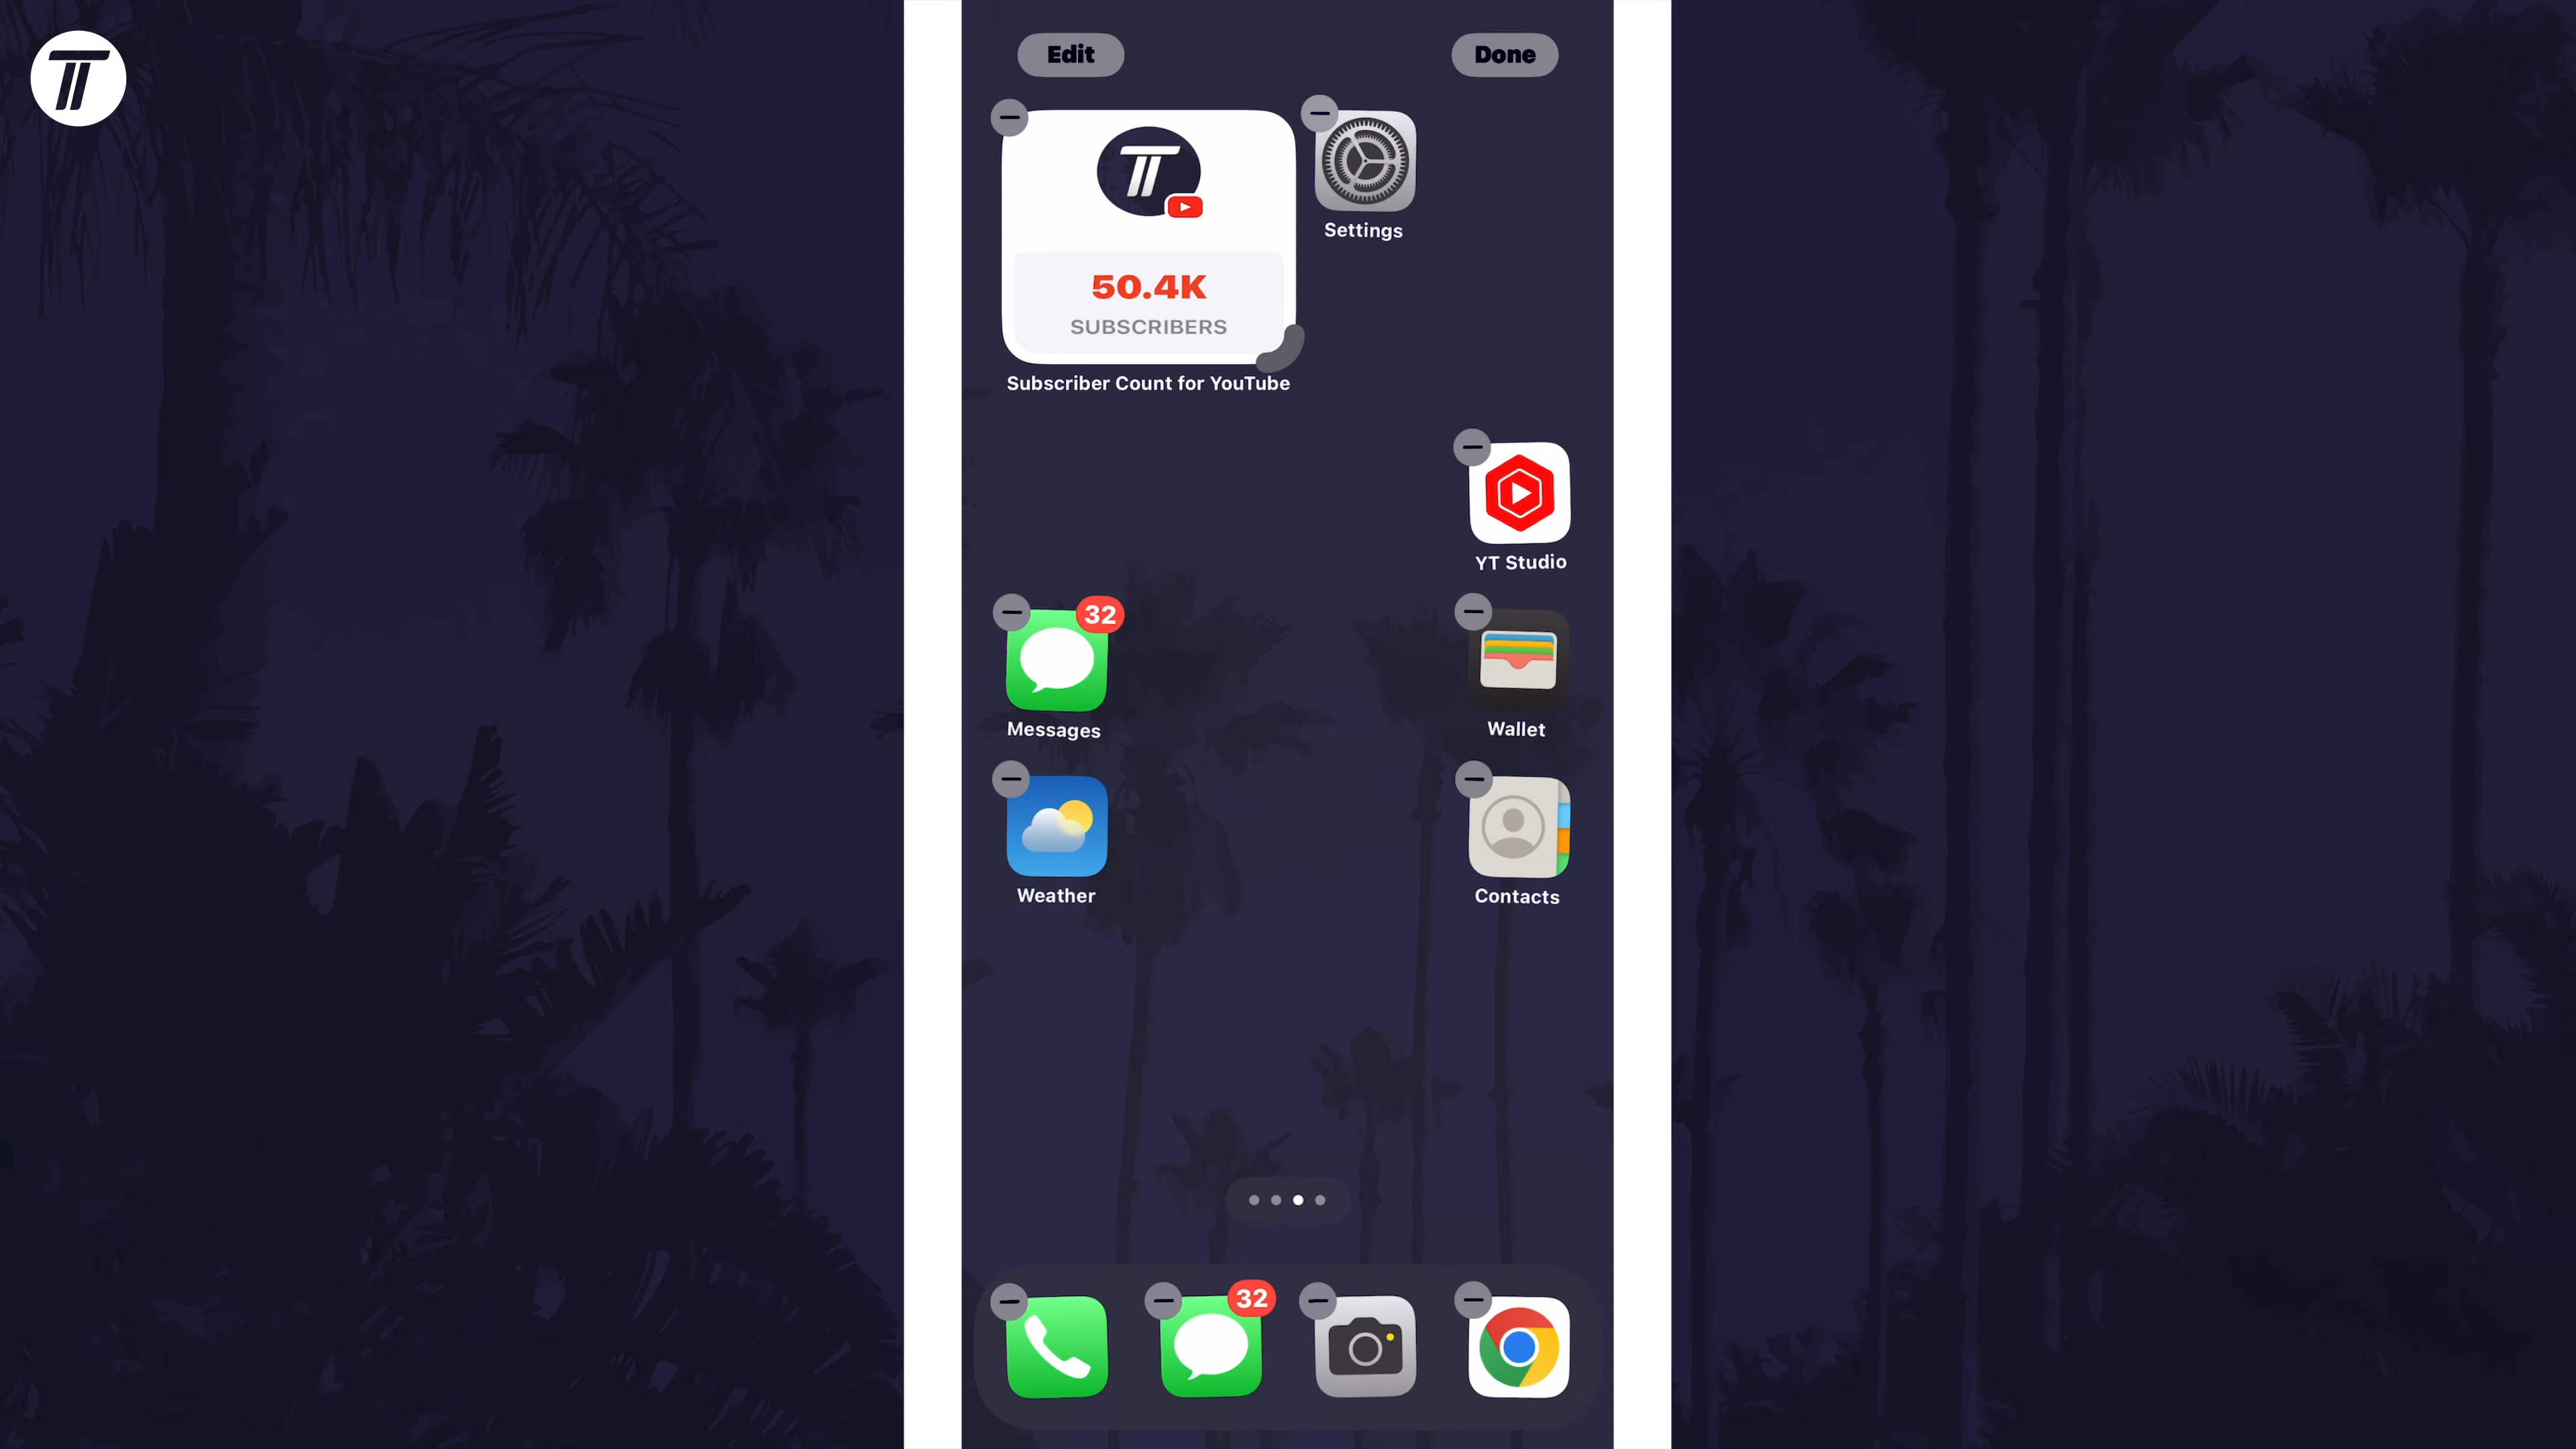 Edit
Done
50.4K
SUBSCRIBERS
Subscriber Count for YouTube
Settings
YT Studio
32
Messages
Wallet
Weather
Contacts
32